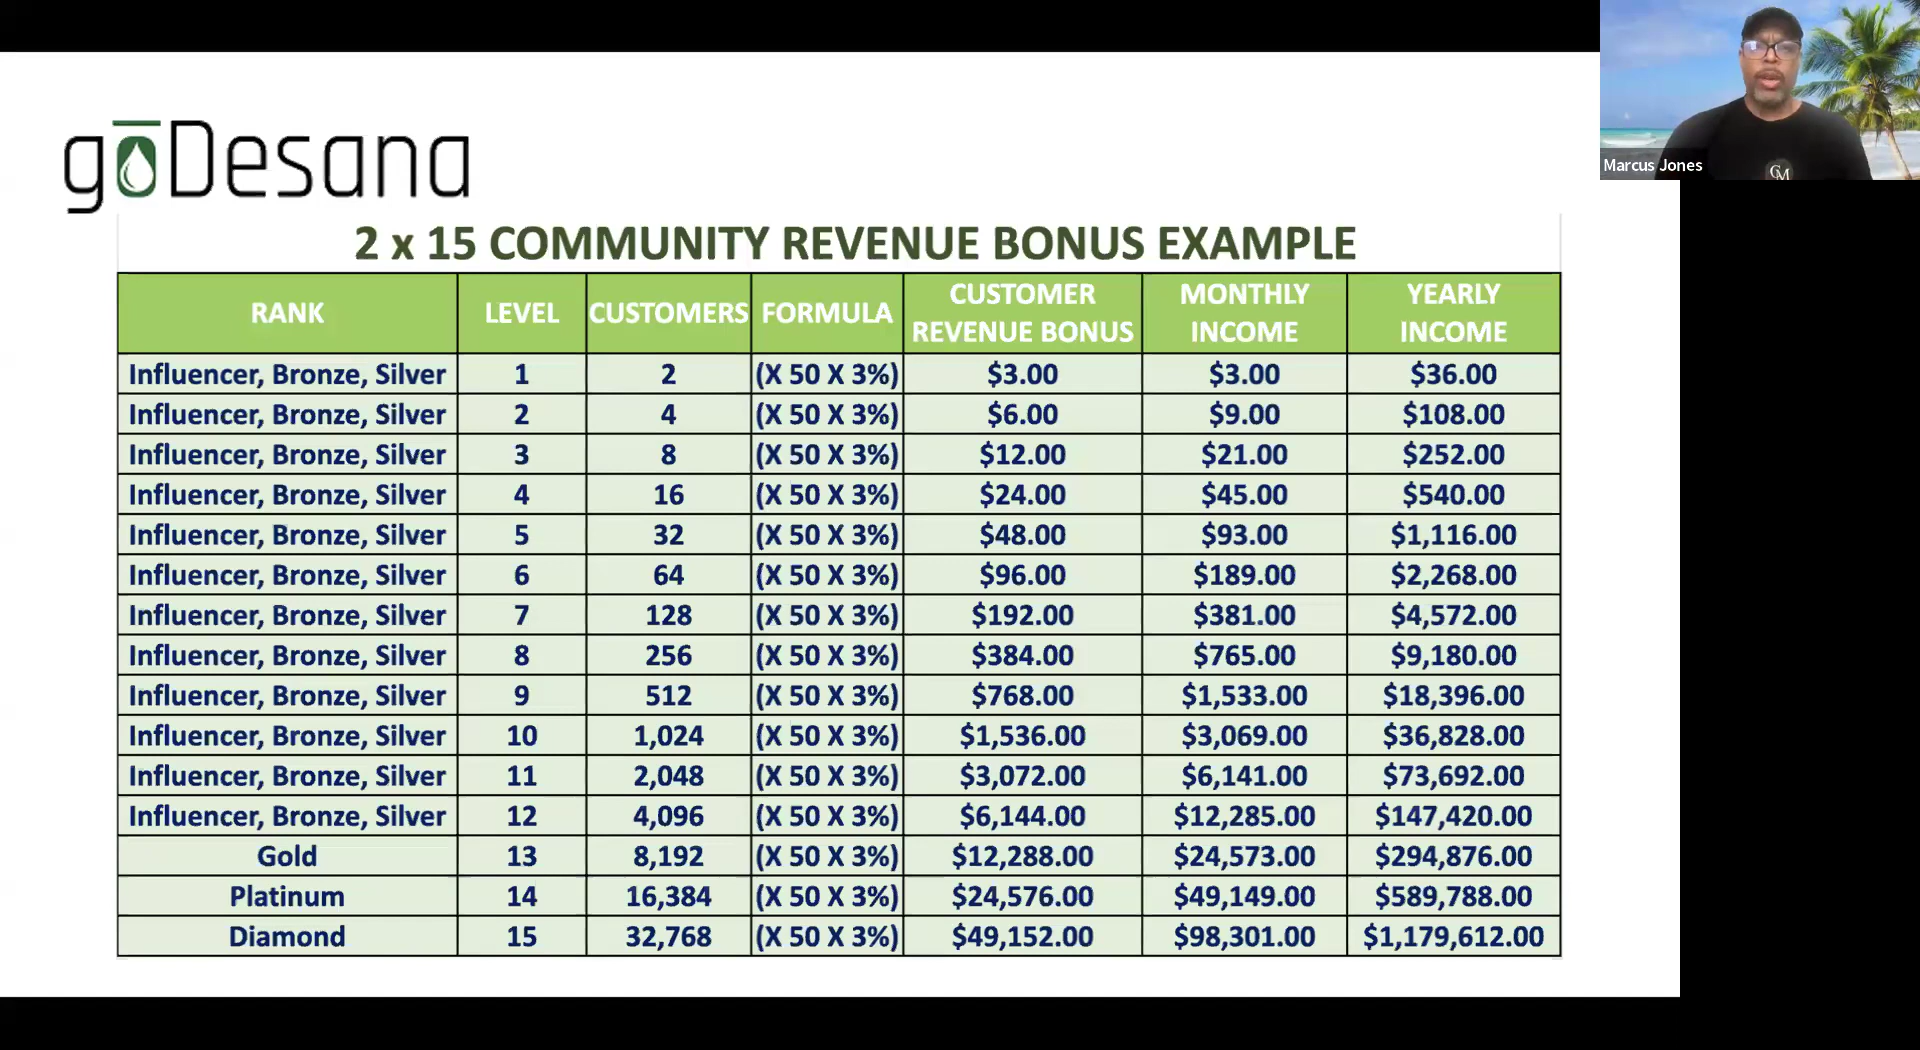 gōDesana
Marcus Jones
GM
2 x 15 COMMUNITY REVENUE BONUS EXAMPLE
RANK LEVEL CUSTOMERS FORMULA CUSTOMER REVENUE BONUS MONTHLY INCOME YEARLY INCOME
Influencer, Bronze, Silver 1 2 (X 50 X 3%) $3.00 $3.00 $36.00
Influencer, Bronze, Silver 2 4 (X 50 X 3%) $6.00 $9.00 $108.00
Influencer, Bronze, Silver 3 8 (X 50 X 3%) $12.00 $21.00 $252.00
Influencer, Bronze, Silver 4 16 (X 50 X 3%) $24.00 $45.00 $540.00
Influencer, Bronze, Silver 5 32 (X 50 X 3%) $48.00 $93.00 $1,116.00
Influencer, Bronze, Silver 6 64 (X 50 X 3%) $96.00 $189.00 $2,268.00
Influencer, Bronze, Silver 7 128 (X 50 X 3%) $192.00 $381.00 $4,572.00
Influencer, Bronze, Silver 8 256 (X 50 X 3%) $384.00 $765.00 $9,180.00
Influencer, Bronze, Silver 9 512 (X 50 X 3%) $768.00 $1,533.00 $18,396.00
Influencer, Bronze, Silver 10 1,024 (X 50 X 3%) $1,536.00 $3,069.00 $36,828.00
Influencer, Bronze, Silver 11 2,048 (X 50 X 3%) $3,072.00 $6,141.00 $73,692.00
Influencer, Bronze, Silver 12 4,096 (X 50 X 3%) $6,144.00 $12,285.00 $147,420.00
Gold 13 8,192 (X 50 X 3%) $12,288.00 $24,573.00 $294,876.00
Platinum 14 16,384 (X 50 X 3%) $24,576.00 $49,149.00 $589,788.00
Diamond 15 32,768 (X 50 X 3%) $49,152.00 $98,301.00 $1,179,612.00